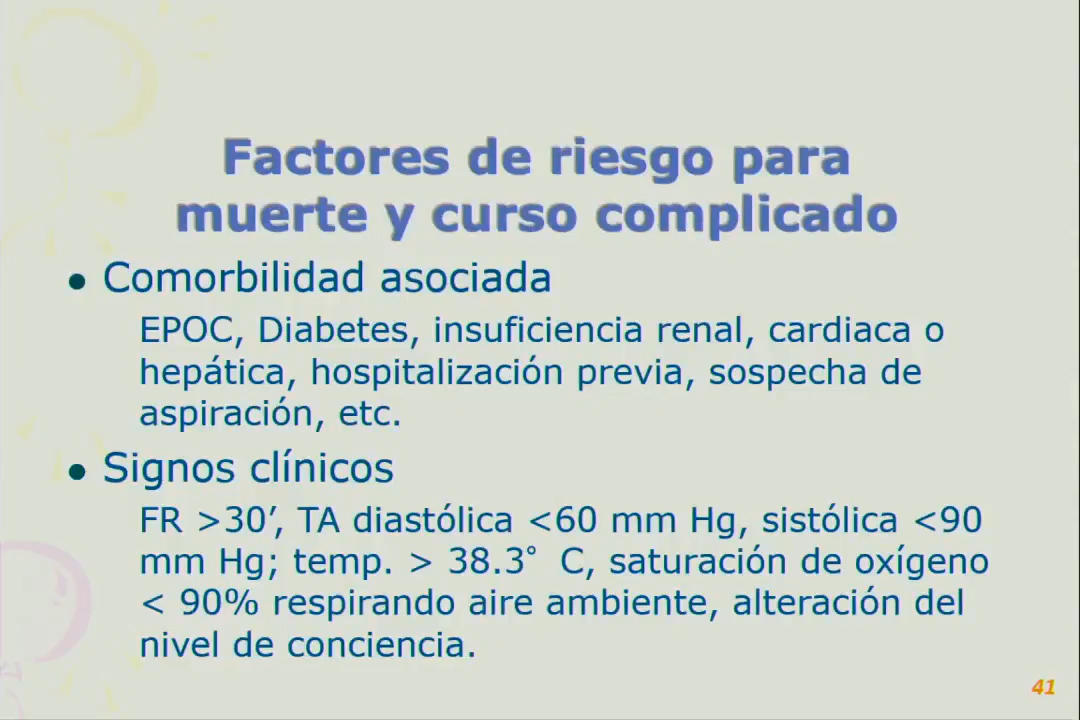 Factores de riesgo para
muerte y curso complicado
• Comorbilidad asociada
EPOC, Diabetes, insuficiencia renal, cardiaca o
hepática, hospitalización previa, sospecha de
aspiración, etc.
• Signos clínicos
FR >30’, TA diastólica <60 mm Hg, sistólica <90
mm Hg; temp. > 38.3° C, saturación de oxígeno
< 90% respirando aire ambiente, alteración del
nivel de conciencia.
41